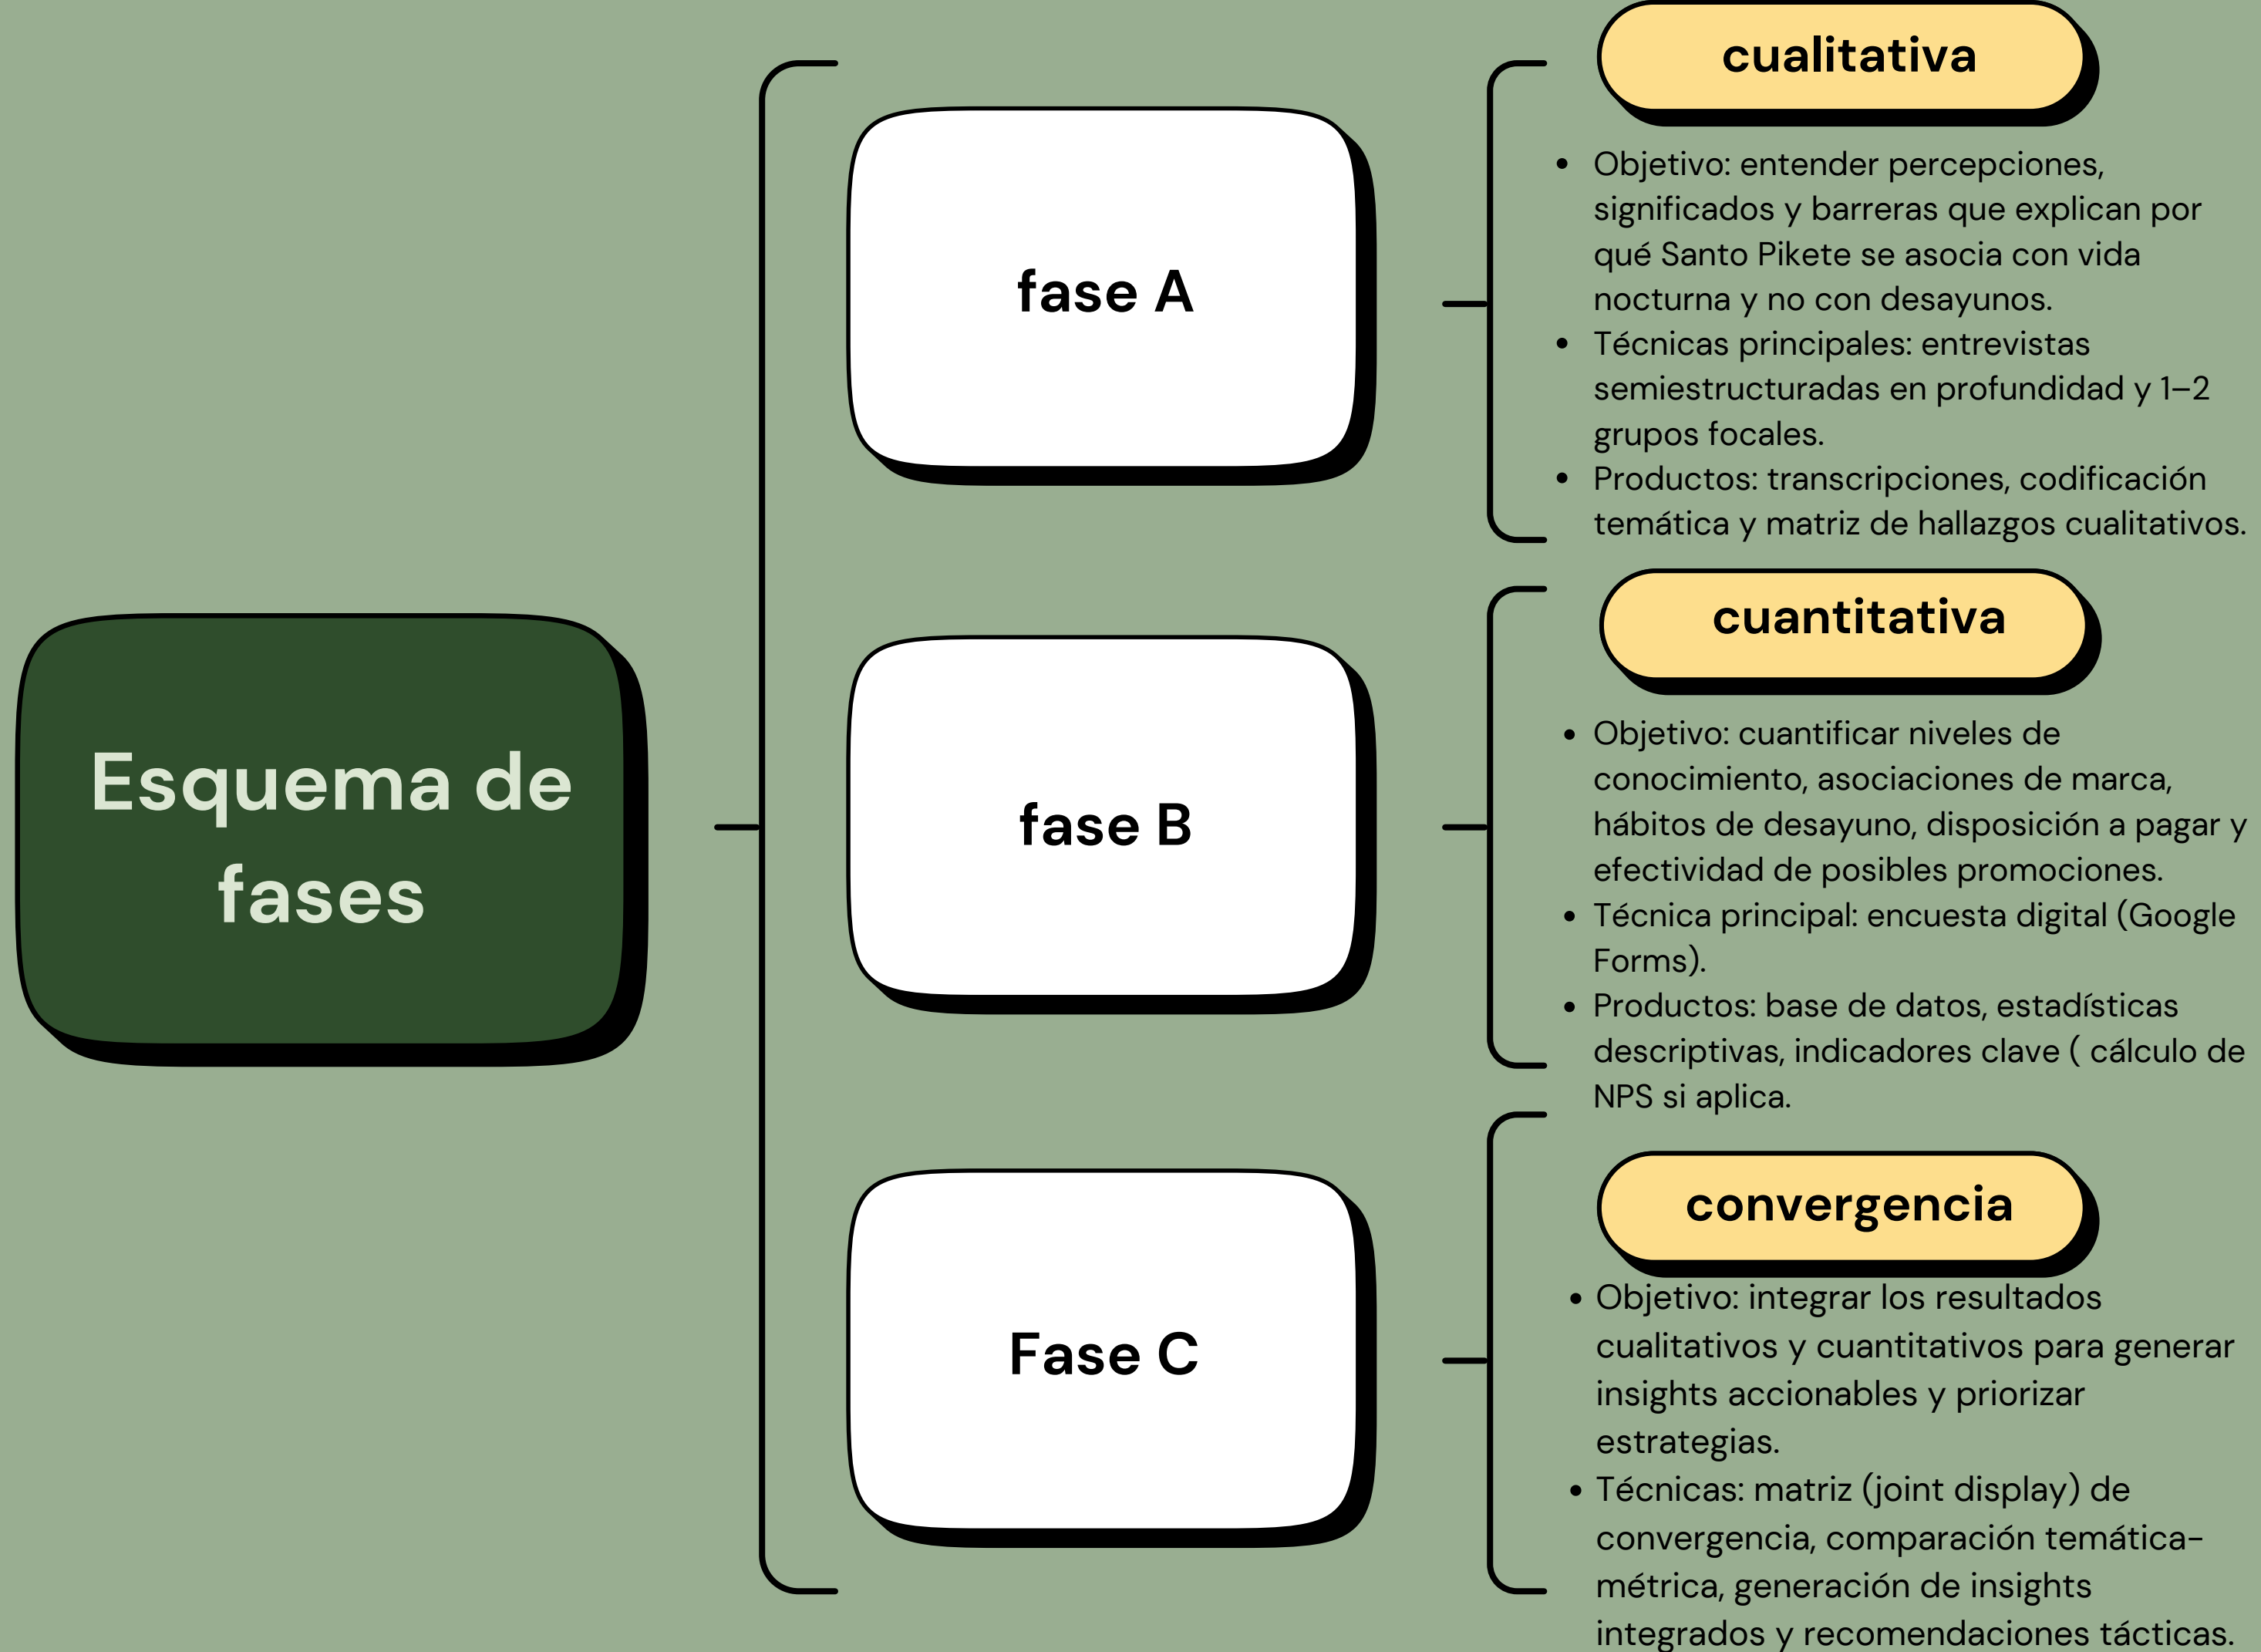 Esquema de
fases
fase A
cualitativa
• Objetivo: entender percepciones,
significados y barreras que explican por
qué Santo Pikete se asocia con vida
nocturna y no con desayunos.
• Técnicas principales: entrevistas
semiestructuradas en profundidad y 1–2
grupos focales.
• Productos: transcripciones, codificación
temática y matriz de hallazgos cualitativos.
fase B
cuantitativa
• Objetivo: cuantificar niveles de
conocimiento, asociaciones de marca,
hábitos de desayuno, disposición a pagar y
efectividad de posibles promociones.
• Técnica principal: encuesta digital (Google
Forms).
• Productos: base de datos, estadísticas
descriptivas, indicadores clave ( cálculo de
NPS si aplica.
Fase C
convergencia
• Objetivo: integrar los resultados
cualitativos y cuantitativos para generar
insights accionables y priorizar
estrategias.
• Técnicas: matriz (joint display) de
convergencia, comparación temática–
métrica, generación de insights
integrados y recomendaciones tácticas.